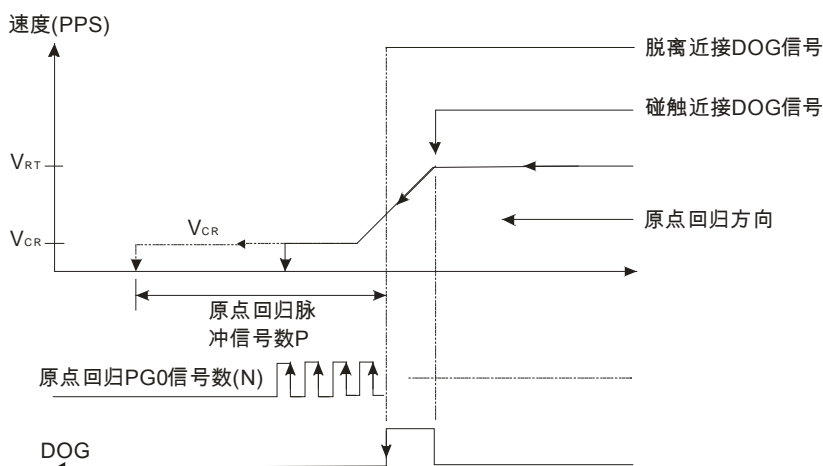 速度(PPS)
脱离近接DOG信号
碰触近接DOG信号
VRT
原点回归方向
VCR
VCR
原点回归脉
冲信号数P
原点回归PG0信号数(N)
DOG